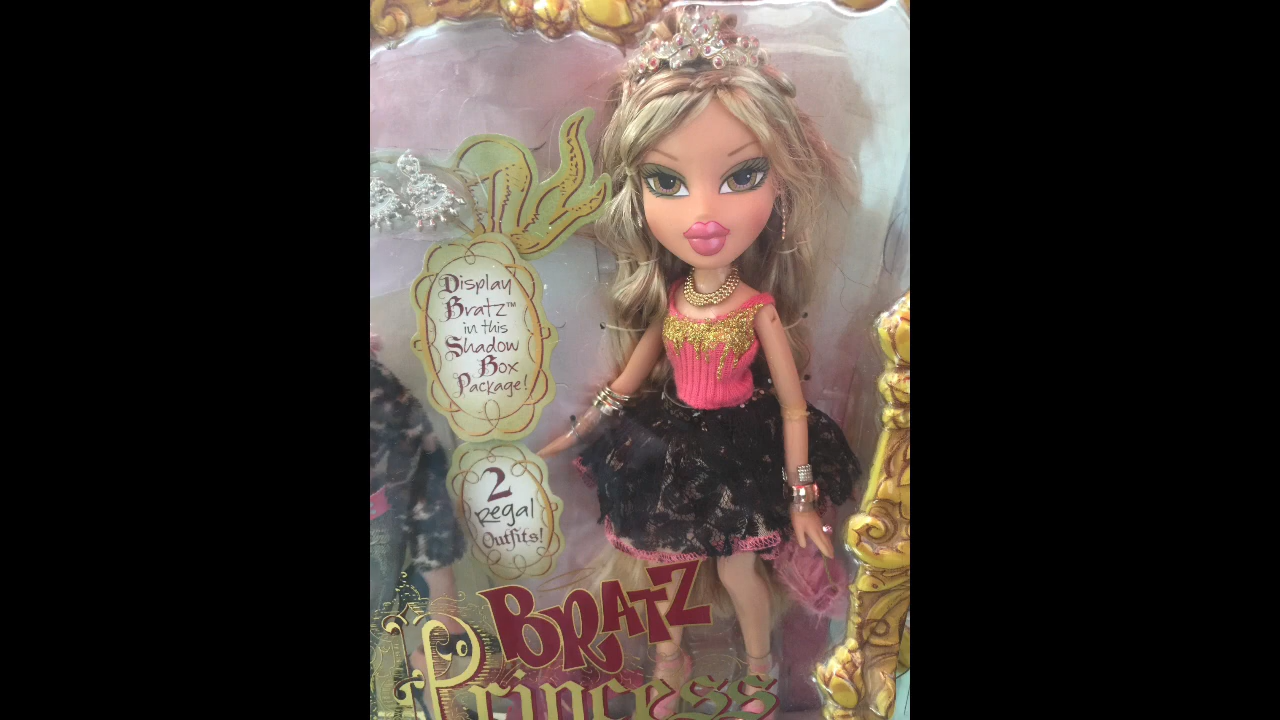 Display
Bratz™
in this
Shadow
Box
Package!
2
Regal
Outfits!
BRATZ
Princess